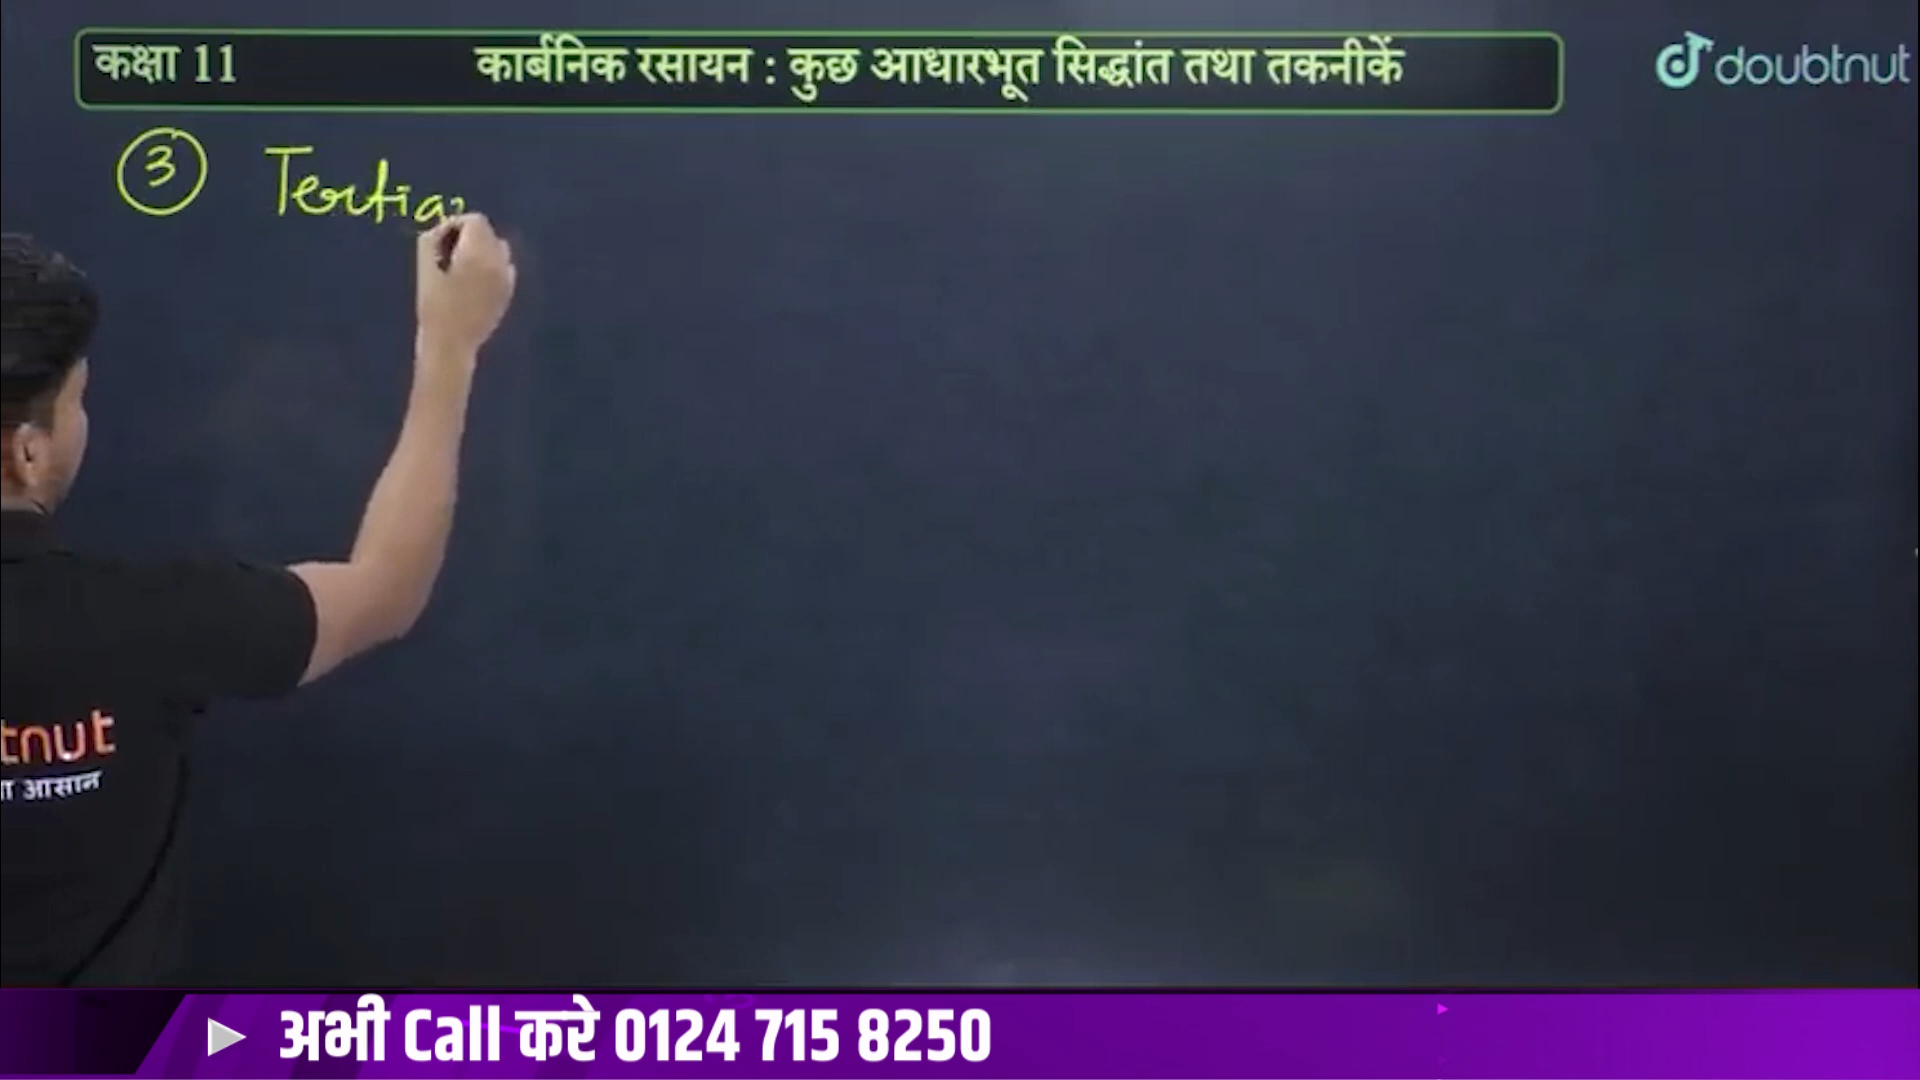 कक्षा 11 कार्बनिक रसायन : कुछ आधारभूत सिद्धांत तथा तकनीकें
doubtnut
3 Tertia
tnut
आसान
अभी Call करे 0124 715 8250